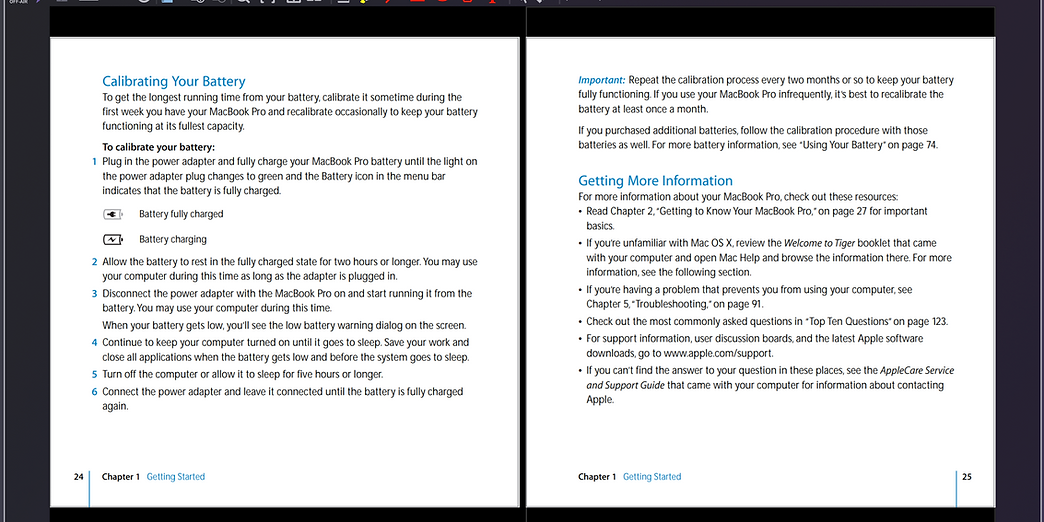 OFF-AIR
Calibrating Your Battery
To get the longest running time from your battery, calibrate it sometime during the
first week you have your MacBook Pro and recalibrate occasionally to keep your battery
functioning at its fullest capacity.
To calibrate your battery:
1 Plug in the power adapter and fully charge your MacBook Pro battery until the light on
the power adapter plug changes to green and the Battery icon in the menu bar
indicates that the battery is fully charged.
Battery fully charged
Battery charging
2 Allow the battery to rest in the fully charged state for two hours or longer. You may use
your computer during this time as long as the adapter is plugged in.
3 Disconnect the power adapter with the MacBook Pro on and start running it from the
battery. You may use your computer during this time.
When your battery gets low, you'll see the low battery warning dialog on the screen.
4 Continue to keep your computer turned on until it goes to sleep. Save your work and
close all applications when the battery gets low and before the system goes to sleep.
5 Turn off the computer or allow it to sleep for five hours or longer.
6 Connect the power adapter and leave it connected until the battery is fully charged
again.
24 Chapter 1 Getting Started
Important: Repeat the calibration process every two months or so to keep your battery
fully functioning. If you use your MacBook Pro infrequently, it's best to recalibrate the
battery at least once a month.
If you purchased additional batteries, follow the calibration procedure with those
batteries as well. For more battery information, see "Using Your Battery" on page 74.
Getting More Information
For more information about your MacBook Pro, check out these resources:
• Read Chapter 2, "Getting to Know Your MacBook Pro," on page 27 for important
basics.
• If you're unfamiliar with Mac OS X, review the Welcome to Tiger booklet that came
with your computer and open Mac Help and browse the information there. For more
information, see the following section.
• If you're having a problem that prevents you from using your computer, see
Chapter 5, "Troubleshooting," on page 91.
• Check out the most commonly asked questions in "Top Ten Questions" on page 123.
• For support information, user discussion boards, and the latest Apple software
downloads, go to www.apple.com/support.
• If you can't find the answer to your question in these places, see the AppleCare Service
and Support Guide that came with your computer for information about contacting
Apple.
Chapter 1 Getting Started 25